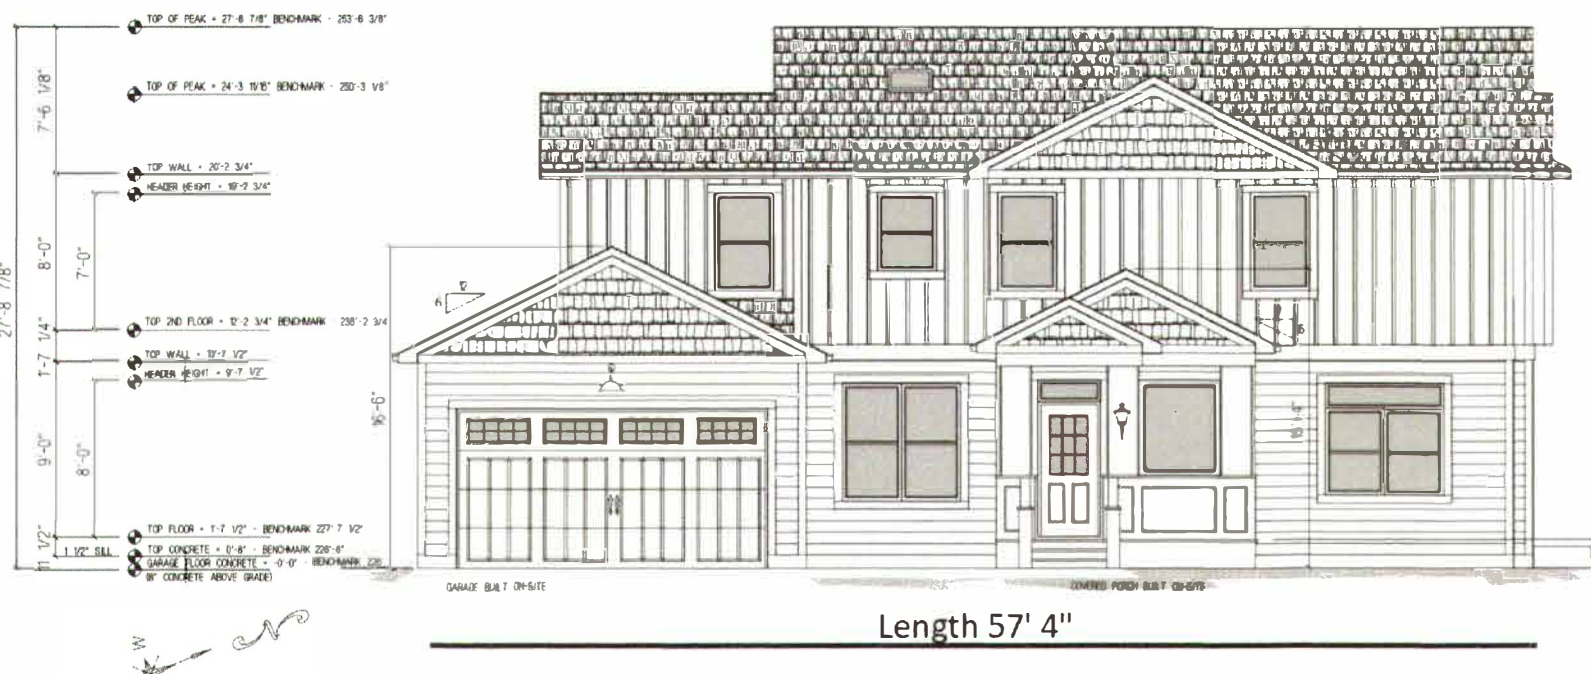 TOP OF PEAK = 27'-8 7/8" BENCHMARK - 253'-6 3/8"
TOP OF PEAK = 24'-3 11/16" BENCHMARK - 250'-3 1/8"
7'-6 1/8"
TOP WALL = 20'-2 3/4"
HEADER HEIGHT = 19'-2 3/4"
8'-0"
7'-0"
27'-8 7/8"
12
6
6
TOP 2ND FLOOR = 12'-2 3/4" BENCHMARK - 238'-2 3/4
1'-7 1/4"
TOP WALL = 10'-7 1/2"
HEADER HEIGHT = 9'-7 1/2"
16'-6"
9'-0"
8'-0"
TOP FLOOR = 1'-7 1/2" - BENCHMARK 227' 7 1/2"
11 1/2"
1 1/2" SILL
TOP CONCRETE = 0'-8" - BENCHMARK 226'-8"
GARAGE FLOOR CONCRETE = -0'-0" - BENCHMARK 226
(8" CONCRETE ABOVE GRADE)
GARAGE BUILT ON-SITE
COVERED PORCH BUILT ON-SITE
Length 57' 4"
W
N